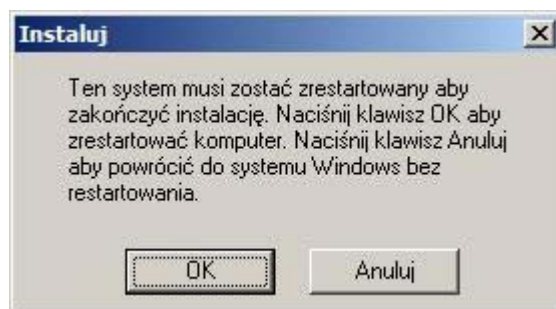 Instaluj
Ten system musi zostać zrestartowany aby
zakończyć instalację. Naciśnij klawisz OK aby
zrestartować komputer. Naciśnij klawisz Anuluj
aby powrócić do systemu Windows bez
restartowania.
OK
Anuluj